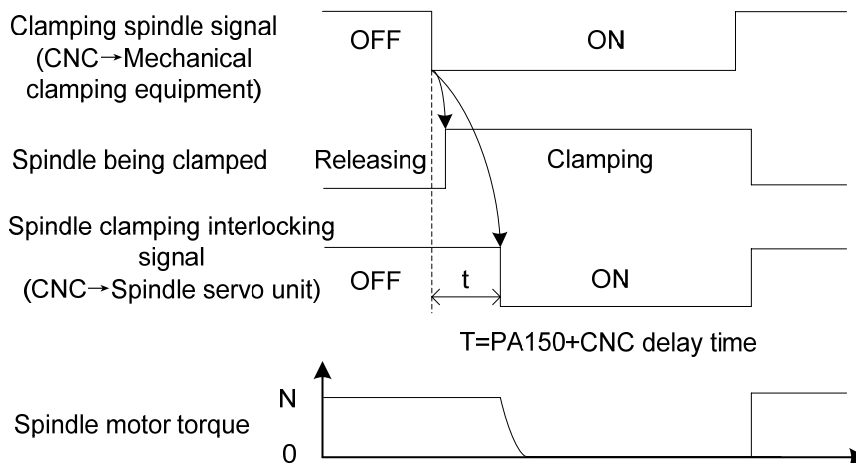 Clamping spindle signal
(CNC→Mechanical
clamping equipment)
OFF
ON
Spindle being clamped
Releasing
Clamping
Spindle clamping interlocking
signal
(CNC→Spindle servo unit)
OFF
t
ON
T=PA150+CNC delay time
Spindle motor torque
N
0